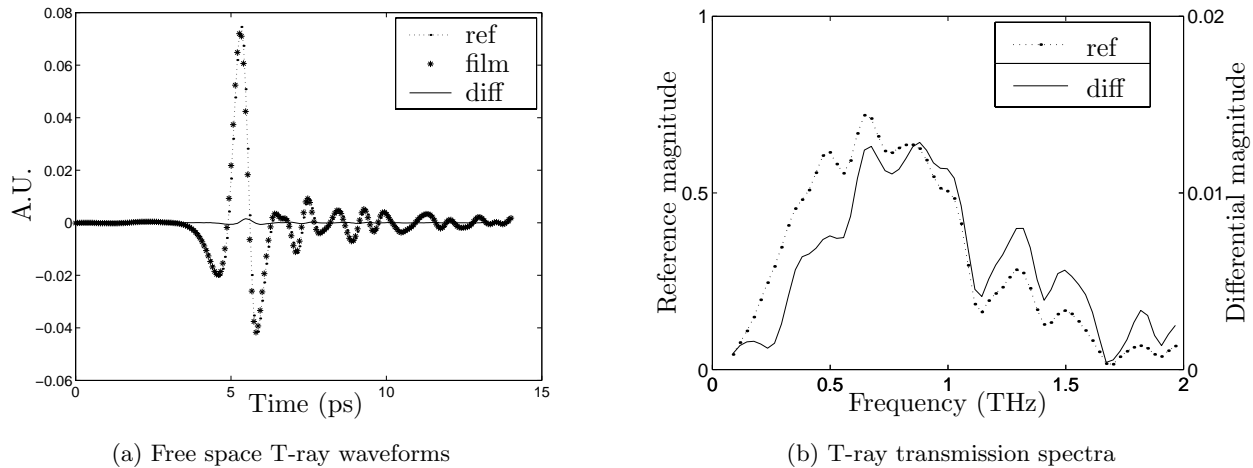 0.08
0.06
0.04
0.02
0
−0.02
−0.04
−0.06
A.U.
0
5
10
15
Time (ps)
ref
film
diff
(a) Free space T-ray waveforms
1
0.5
0
Reference magnitude
0.02
0.01
0
Differential magnitude
0
0.5
1
1.5
2
Frequency (THz)
ref
diff
(b) T-ray transmission spectra